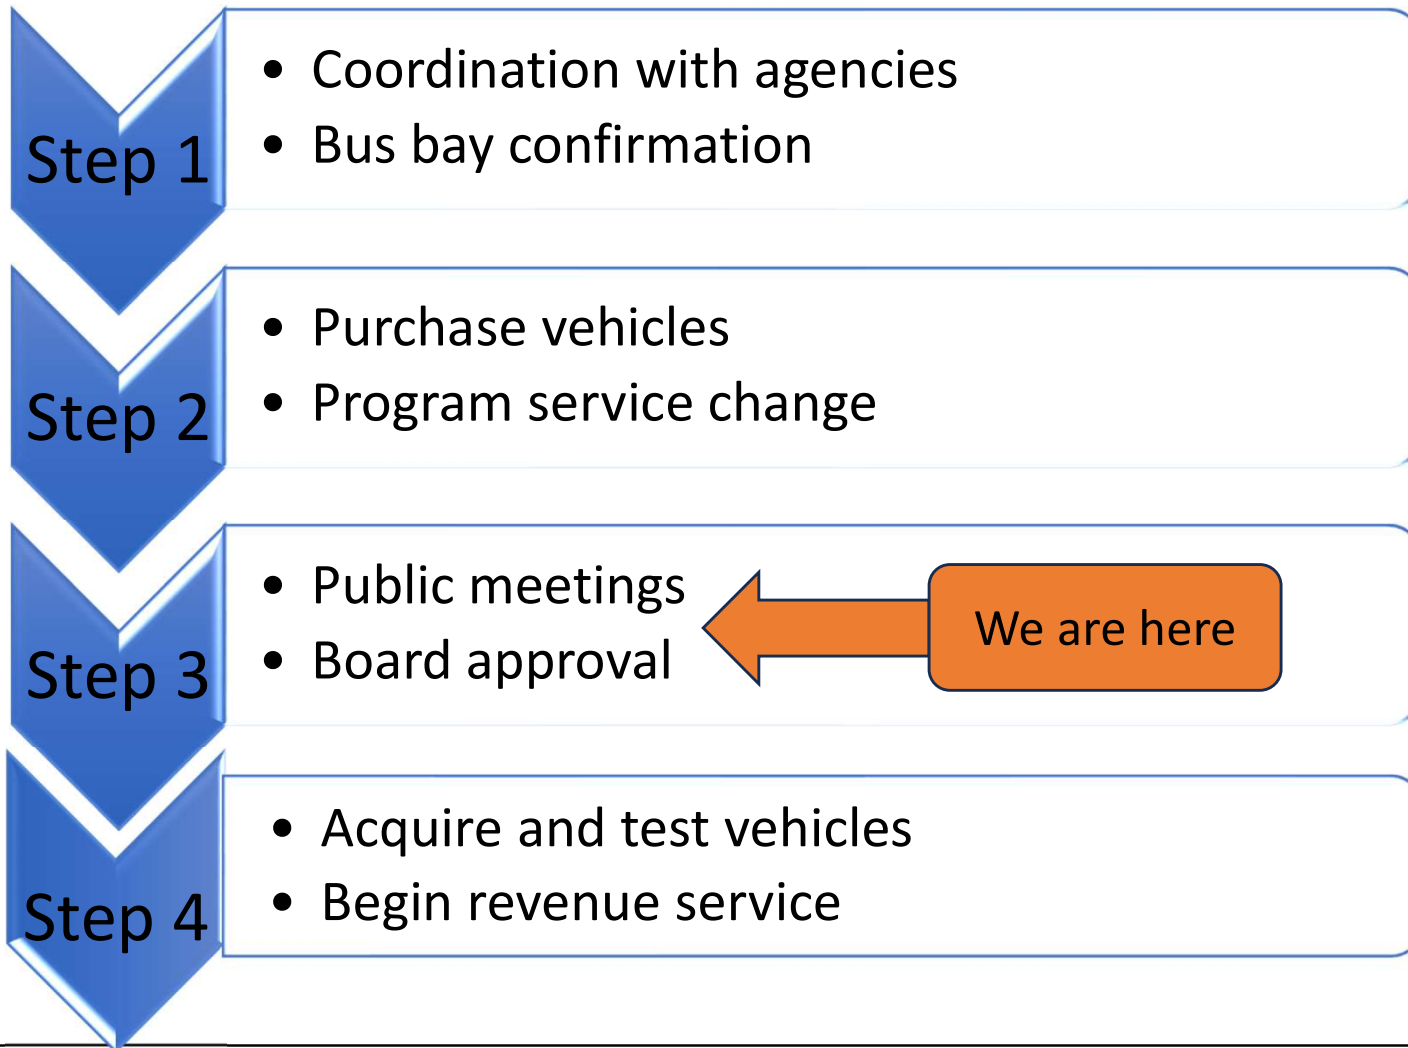 Step 1
• Coordination with agencies
• Bus bay confirmation
Step 2
• Purchase vehicles
• Program service change
Step 3
• Public meetings
• Board approval
We are here
Step 4
• Acquire and test vehicles
• Begin revenue service